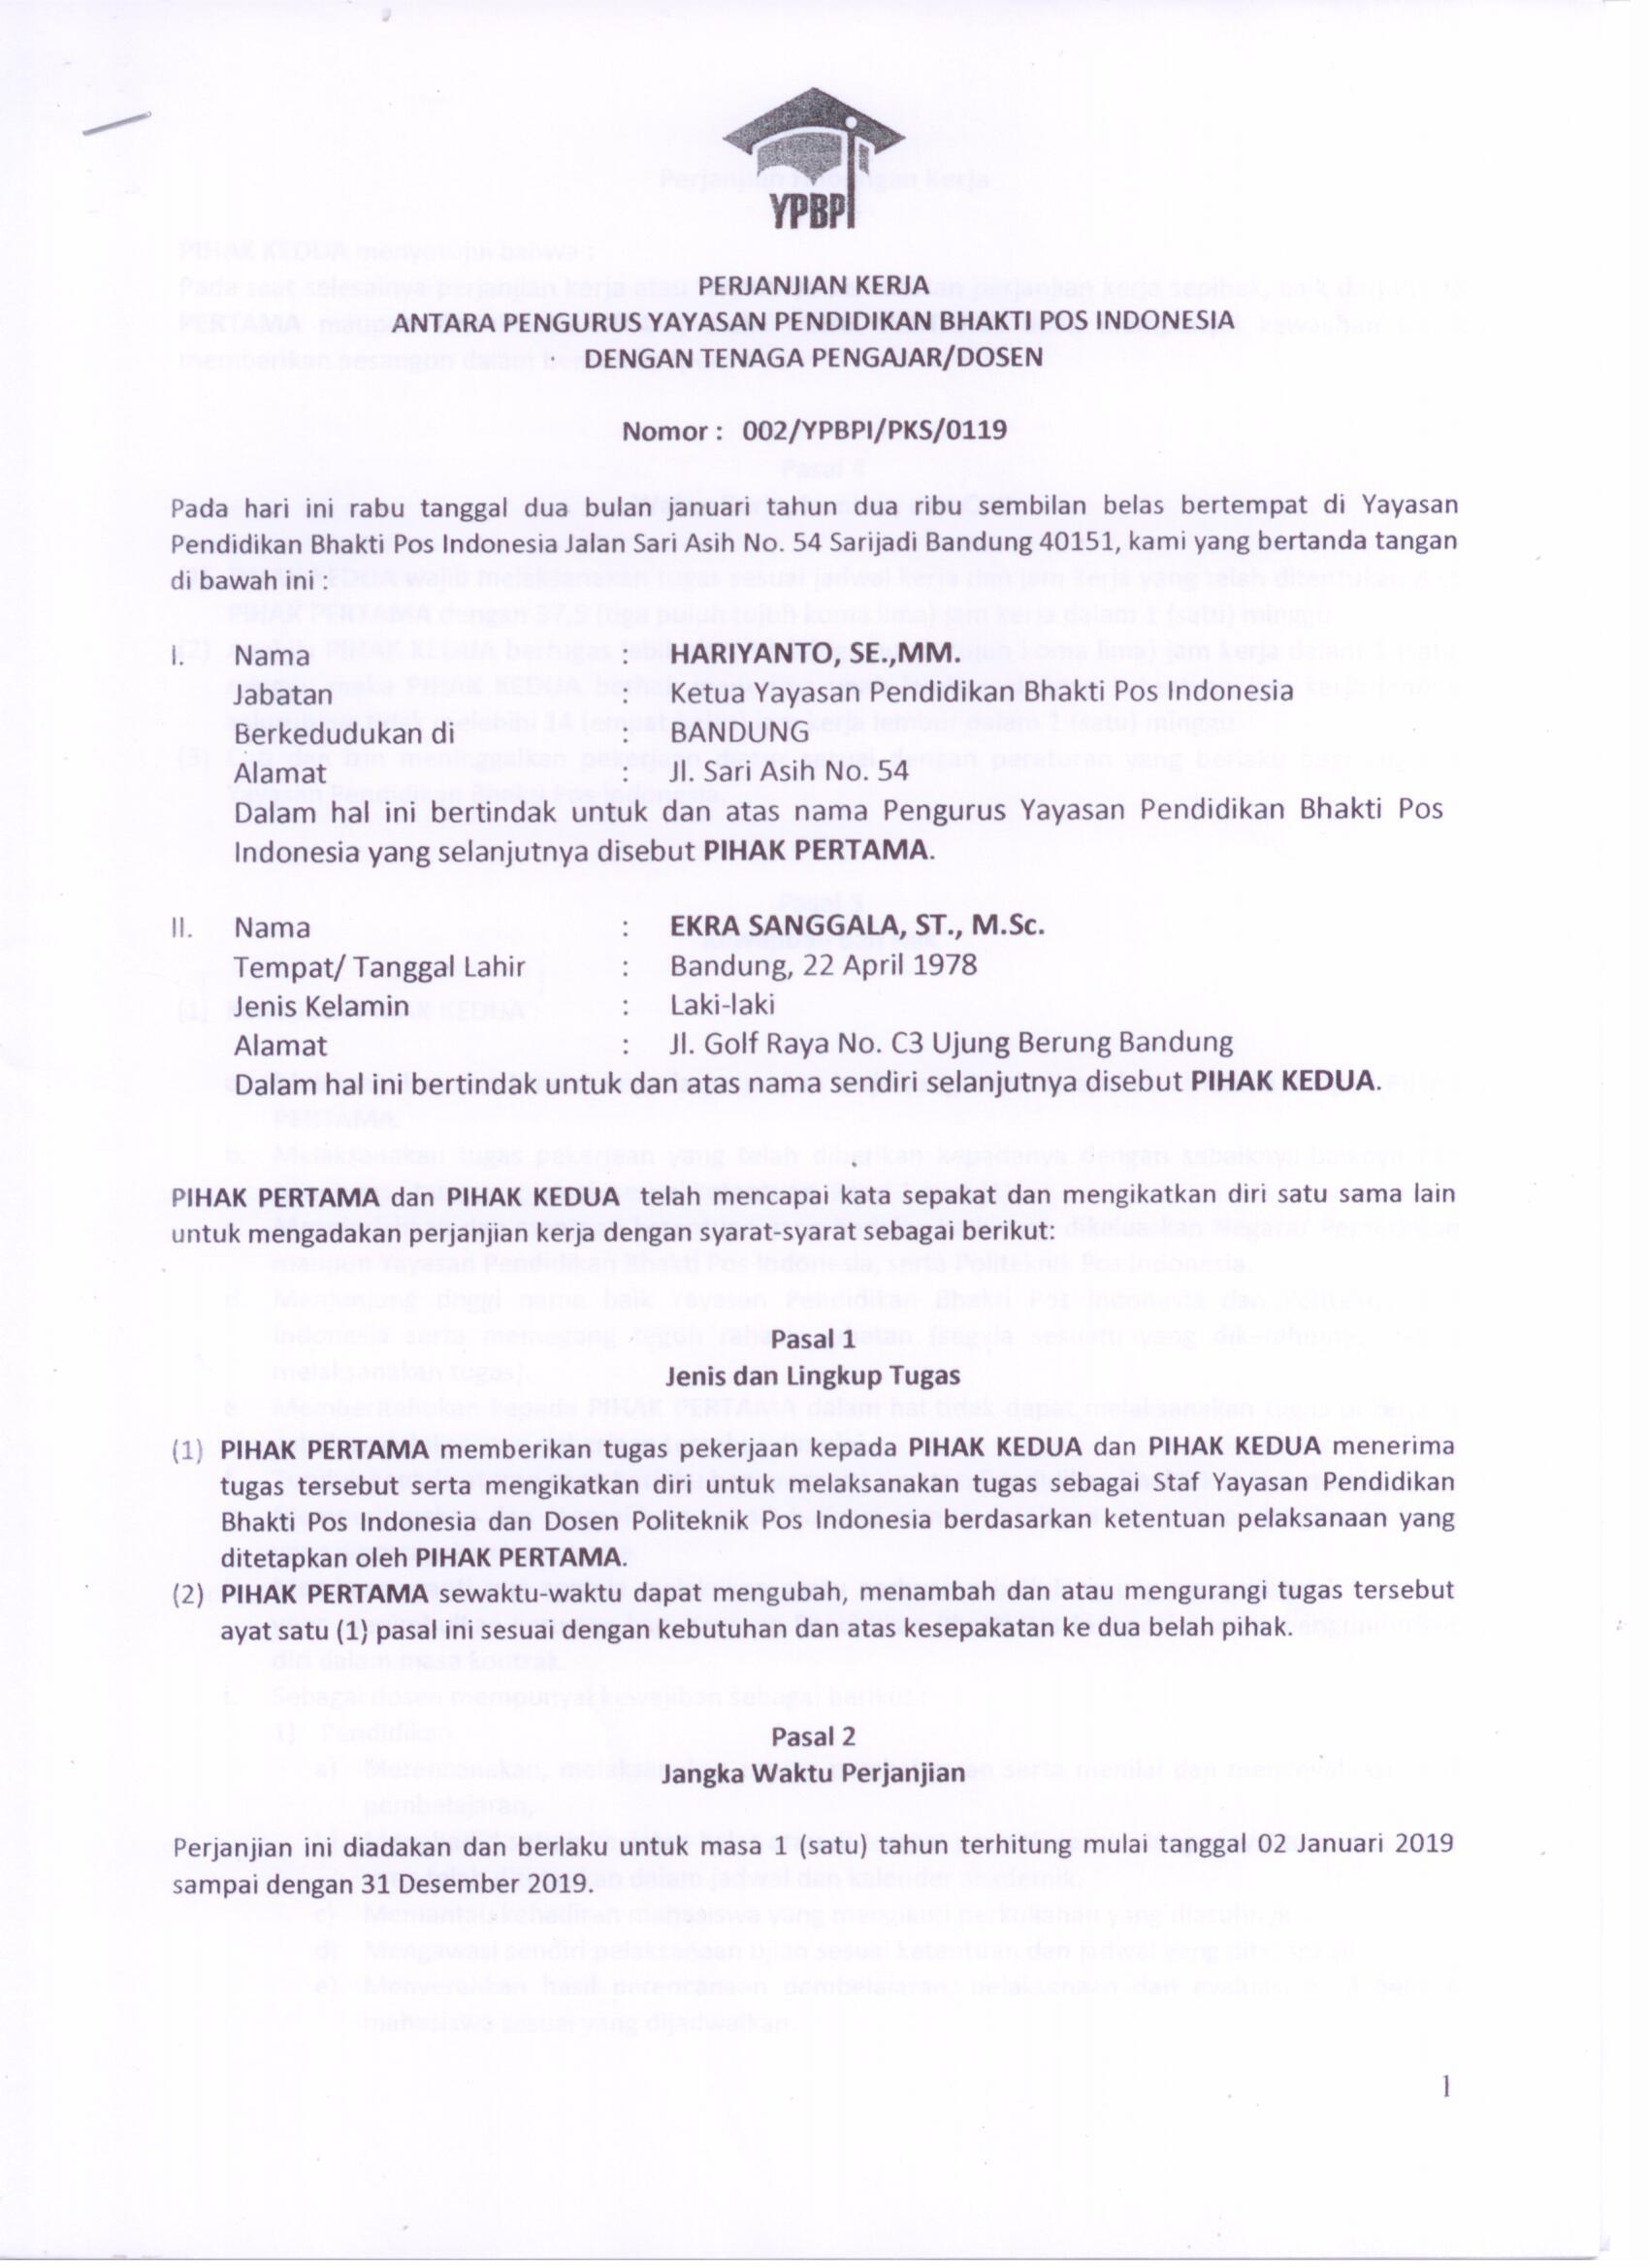 YPBPI
PERJANJIAN KERJA
ANTARA PENGURUS YAYASAN PENDIDIKAN BHAKTI POS INDONESIA
DENGAN TENAGA PENGAJAR/DOSEN
Nomor : 002/YPBPI/PKS/0119
Pada hari ini rabu tanggal dua bulan januari tahun dua ribu sembilan belas bertempat di Yayasan
Pendidikan Bhakti Pos Indonesia Jalan Sari Asih No. 54 Sarijadi Bandung 40151, kami yang bertanda tangan
di bawah ini :
I. Nama : HARIYANTO, SE.,MM.
Jabatan : Ketua Yayasan Pendidikan Bhakti Pos Indonesia
Berkedudukan di : BANDUNG
Alamat : Jl. Sari Asih No. 54
Dalam hal ini bertindak untuk dan atas nama Pengurus Yayasan Pendidikan Bhakti Pos
Indonesia yang selanjutnya disebut PIHAK PERTAMA.
II. Nama : EKRA SANGGALA, ST., M.Sc.
Tempat/ Tanggal Lahir : Bandung, 22 April 1978
Jenis Kelamin : Laki-laki
Alamat : Jl. Golf Raya No. C3 Ujung Berung Bandung
Dalam hal ini bertindak untuk dan atas nama sendiri selanjutnya disebut PIHAK KEDUA.
PIHAK PERTAMA dan PIHAK KEDUA telah mencapai kata sepakat dan mengikatkan diri satu sama lain
untuk mengadakan perjanjian kerja dengan syarat-syarat sebagai berikut:
Pasal 1
Jenis dan Lingkup Tugas
(1) PIHAK PERTAMA memberikan tugas pekerjaan kepada PIHAK KEDUA dan PIHAK KEDUA menerima
tugas tersebut serta mengikatkan diri untuk melaksanakan tugas sebagai Staf Yayasan Pendidikan
Bhakti Pos Indonesia dan Dosen Politeknik Pos Indonesia berdasarkan ketentuan pelaksanaan yang
ditetapkan oleh PIHAK PERTAMA.
(2) PIHAK PERTAMA sewaktu-waktu dapat mengubah, menambah dan atau mengurangi tugas tersebut
ayat satu (1) pasal ini sesuai dengan kebutuhan dan atas kesepakatan ke dua belah pihak.
Pasal 2
Jangka Waktu Perjanjian
Perjanjian ini diadakan dan berlaku untuk masa 1 (satu) tahun terhitung mulai tanggal 02 Januari 2019
sampai dengan 31 Desember 2019.
1